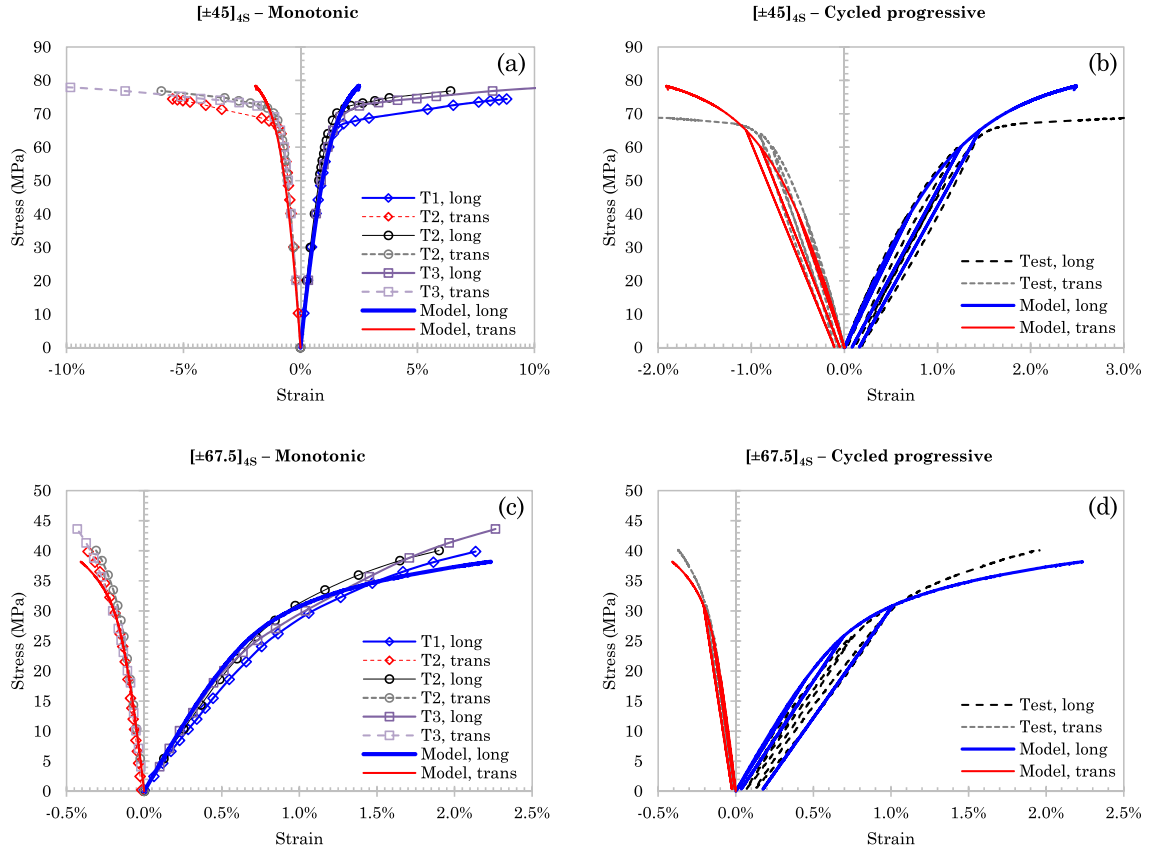 [±45]4S – Monotonic
(a)
90
80
70
60
50
40
30
20
10
0
Stress (MPa)
-10%
-5%
0%
5%
10%
Strain
T1, long
T2, trans
T2, long
T2, trans
T3, long
T3, trans
Model, long
Model, trans
[±45]4S – Cycled progressive
(b)
90
80
70
60
50
40
30
20
10
0
Stress (MPa)
-2.0%
-1.0%
0.0%
1.0%
2.0%
3.0%
Strain
Test, long
Test, trans
Model, long
Model, trans
[±67.5]4S – Monotonic
(c)
50
45
40
35
30
25
20
15
10
5
0
Stress (MPa)
-0.5%
0.0%
0.5%
1.0%
1.5%
2.0%
2.5%
Strain
T1, long
T2, trans
T2, long
T2, trans
T3, long
T3, trans
Model, long
Model, trans
[±67.5]4S – Cycled progressive
(d)
50
45
40
35
30
25
20
15
10
5
0
Stress (MPa)
-0.5%
0.0%
0.5%
1.0%
1.5%
2.0%
2.5%
Strain
Test, long
Test, trans
Model, long
Model, trans